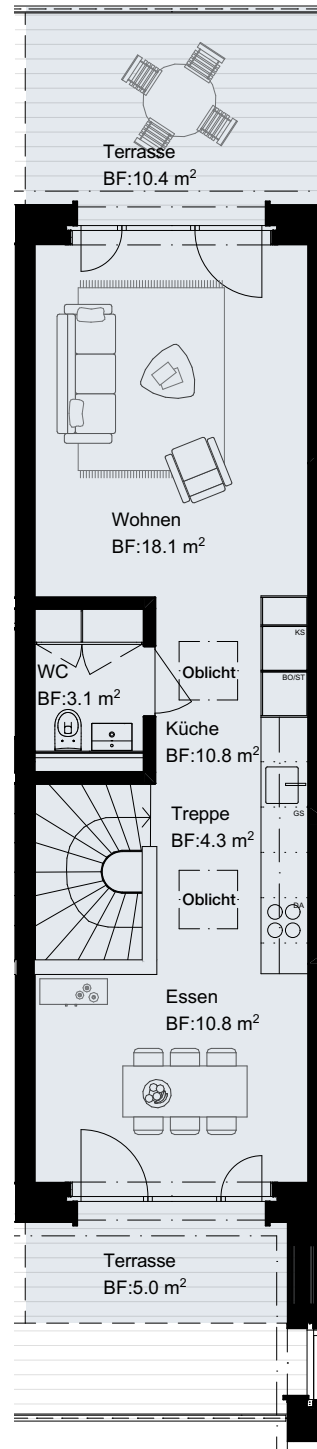 Terrasse
BF:10.4 m²
Wohnen
BF:18.1 m²
KS
WC
BF:3.1 m²
Oblicht
BO/ST
Küche
BF:10.8 m²
Treppe
BF:4.3 m²
GS
Oblicht
DA
Essen
BF:10.8 m²
Terrasse
BF:5.0 m²